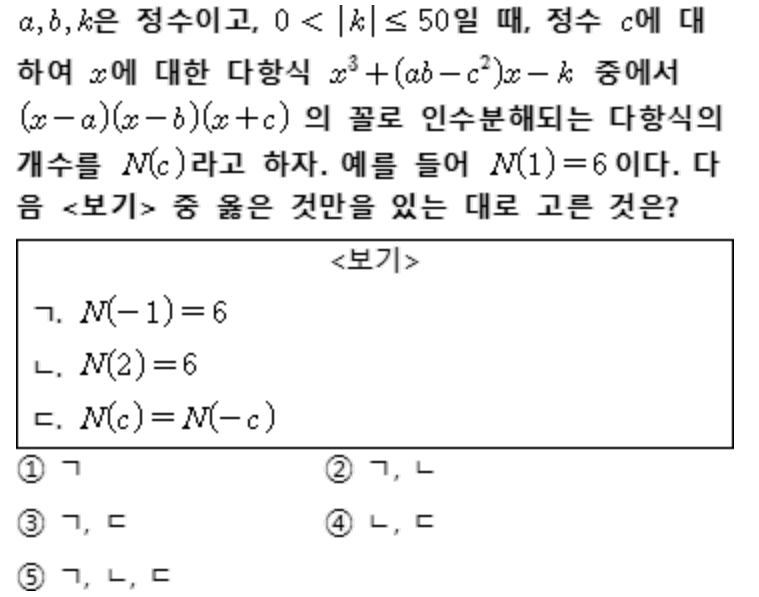 a, b, k은 정수이고, 0 < |k| ≤ 50일 때, 정수 c에 대
하여 x에 대한 다항식 x³+(ab−c²)x−k 중에서
(x−a)(x−b)(x+c) 의 꼴로 인수분해되는 다항식의
개수를 N(c)라고 하자. 예를 들어 N(1)=6이다. 다
음 <보기> 중 옳은 것만을 있는 대로 고른 것은?
<보기>
ㄱ. N(−1)=6
ㄴ. N(2)=6
ㄷ. N(c)=N(−c)
① ㄱ ② ㄱ, ㄴ
③ ㄱ, ㄷ ④ ㄴ, ㄷ
⑤ ㄱ, ㄴ, ㄷ